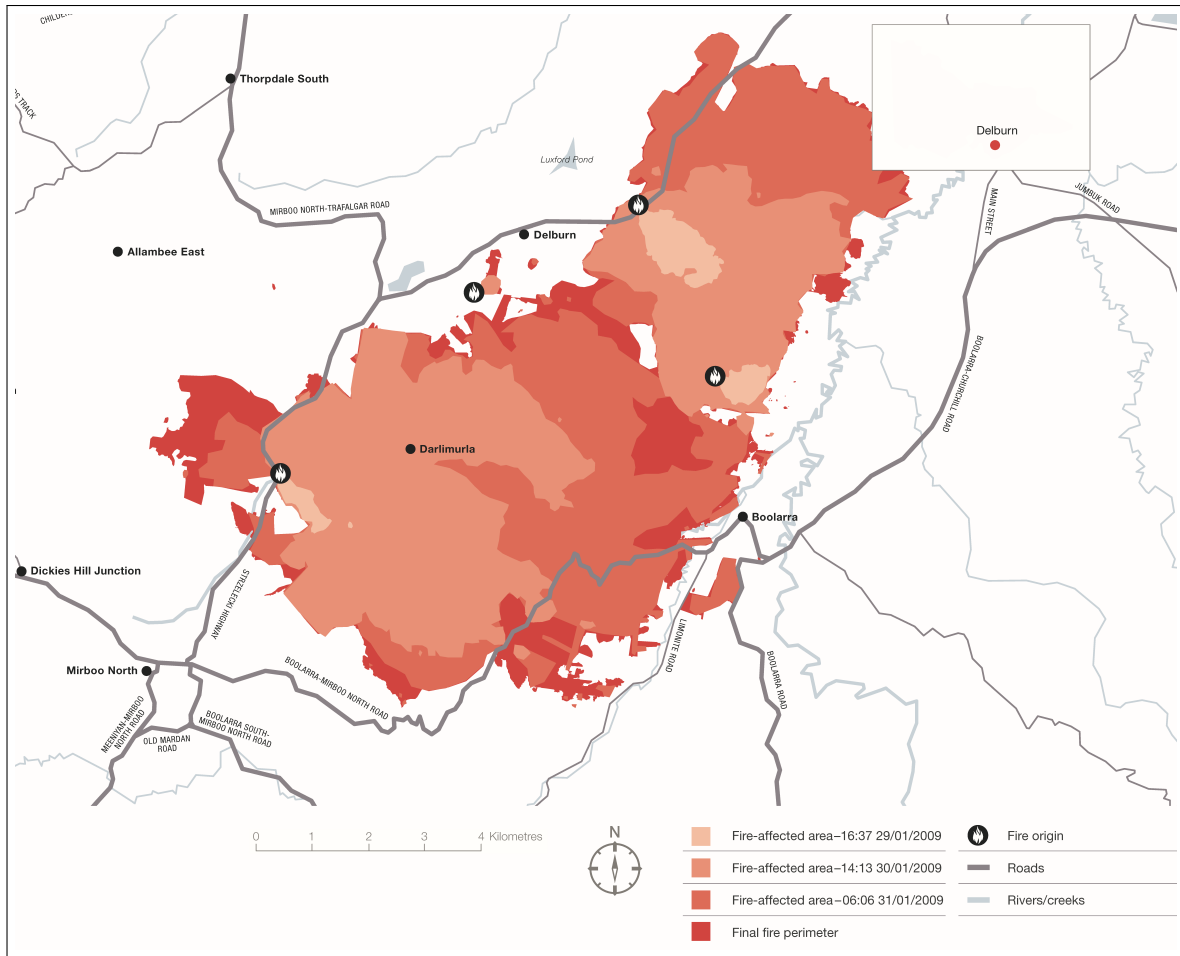 CHILDER
Thorpdale South
GS TRACK
Luxford Pond
Delburn
MAIN STREET
JUMBUK ROAD
MIRBOO NORTH-TRAFALGAR ROAD
Delburn
Allambee East
BOOLARRA-CHURCHILL ROAD
Darlimurla
Boolarra
Dickies Hill Junction
STRZELECKI HIGHWAY
LIMONITE ROAD
BOOLARRA ROAD
Mirboo North
BOOLARRA-MIRBOO NORTH ROAD
MEENIYAN-MIRBOO
NORTH ROAD
BOOLARRA SOUTH-
MIRBOO NORTH ROAD
OLD MARDAN
ROAD
0 1 2 3 4 Kilometres
N
Fire-affected area–16:37 29/01/2009
Fire-affected area–14:13 30/01/2009
Fire-affected area–06:06 31/01/2009
Final fire perimeter
Fire origin
Roads
Rivers/creeks